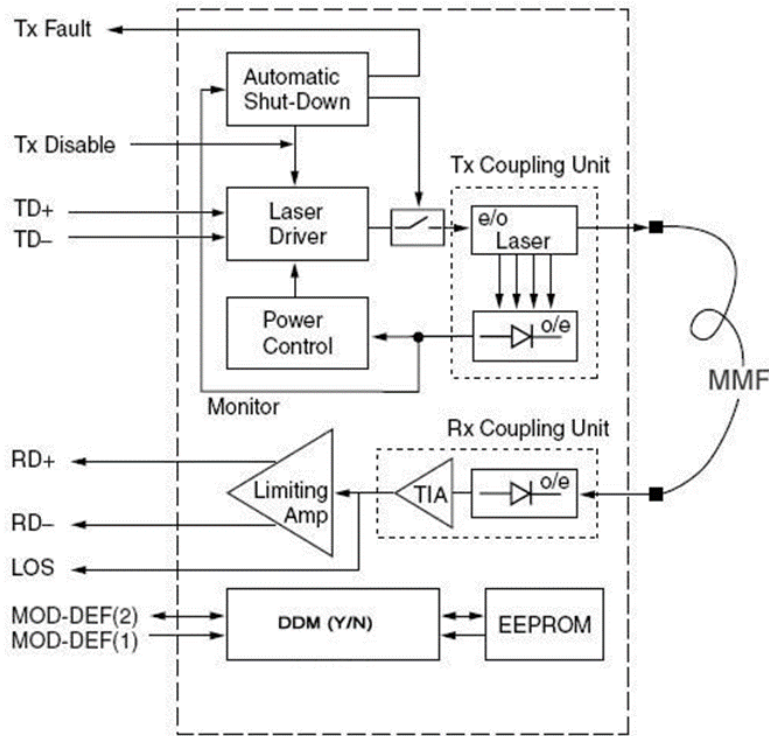 Tx Fault
Automatic
Shut-Down
Tx Disable
Tx Coupling Unit
TD+
TD–
Laser
Driver
e/o
Laser
Power
Control
o/e
MMF
Monitor
Rx Coupling Unit
RD+
RD–
Limiting
Amp
TIA
o/e
LOS
MOD-DEF(2)
MOD-DEF(1)
DDM (Y/N)
EEPROM